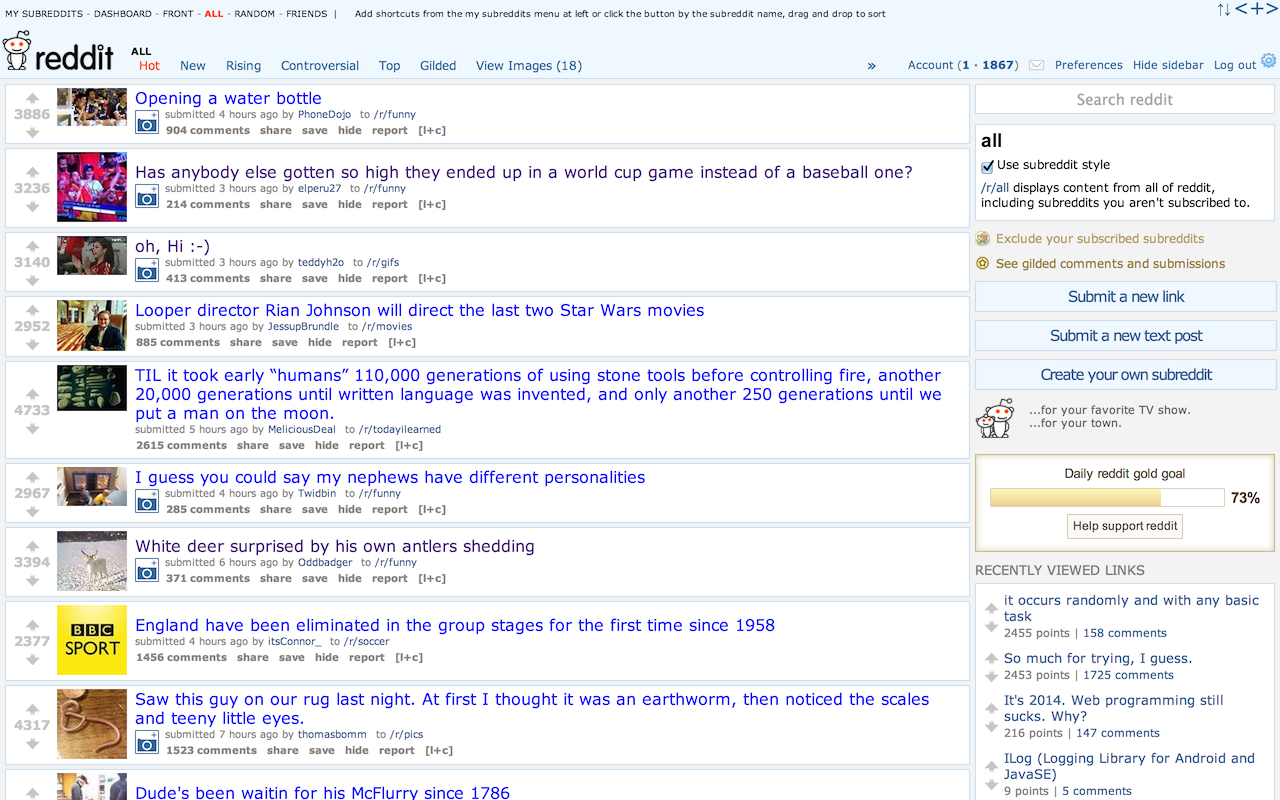 MY SUBREDDITS - DASHBOARD - FRONT - ALL - RANDOM - FRIENDS | Add shortcuts from the my subreddits menu at left or click the button by the subreddit name, drag and drop to sort
reddit ALL
Hot New Rising Controversial Top Gilded View Images (18) » Account (1 · 1867) Preferences Hide sidebar Log out
3886
Opening a water bottle
submitted 4 hours ago by PhoneDojo to /r/funny
904 comments share save hide report [l+c]
3236
Has anybody else gotten so high they ended up in a world cup game instead of a baseball one?
submitted 3 hours ago by elperu27 to /r/funny
214 comments share save hide report [l+c]
3140
oh, Hi :-)
submitted 3 hours ago by teddyh2o to /r/gifs
413 comments share save hide report [l+c]
2952
Looper director Rian Johnson will direct the last two Star Wars movies
submitted 3 hours ago by JessupBrundle to /r/movies
885 comments share save hide report [l+c]
4733
TIL it took early “humans” 110,000 generations of using stone tools before controlling fire, another
20,000 generations until written language was invented, and only another 250 generations until we
put a man on the moon.
submitted 5 hours ago by MeliciousDeal to /r/todayilearned
2615 comments share save hide report [l+c]
2967
I guess you could say my nephews have different personalities
submitted 4 hours ago by Twidbin to /r/funny
285 comments share save hide report [l+c]
3394
White deer surprised by his own antlers shedding
submitted 6 hours ago by Oddbadger to /r/funny
371 comments share save hide report [l+c]
2377
BBC
SPORT
England have been eliminated in the group stages for the first time since 1958
submitted 4 hours ago by itsConnor_ to /r/soccer
1456 comments share save hide report [l+c]
4317
Saw this guy on our rug last night. At first I thought it was an earthworm, then noticed the scales
and teeny little eyes.
submitted 7 hours ago by thomasbomm to /r/pics
1523 comments share save hide report [l+c]
Dude's been waitin for his McFlurry since 1786
Search reddit
all
Use subreddit style
/r/all displays content from all of reddit,
including subreddits you aren't subscribed to.
Exclude your subscribed subreddits
See gilded comments and submissions
Submit a new link
Submit a new text post
Create your own subreddit
...for your favorite TV show.
...for your town.
Daily reddit gold goal
73%
Help support reddit
RECENTLY VIEWED LINKS
it occurs randomly and with any basic
task
2455 points | 158 comments
So much for trying, I guess.
2453 points | 1725 comments
It's 2014. Web programming still
sucks. Why?
216 points | 147 comments
ILog (Logging Library for Android and
JavaSE)
9 points | 5 comments